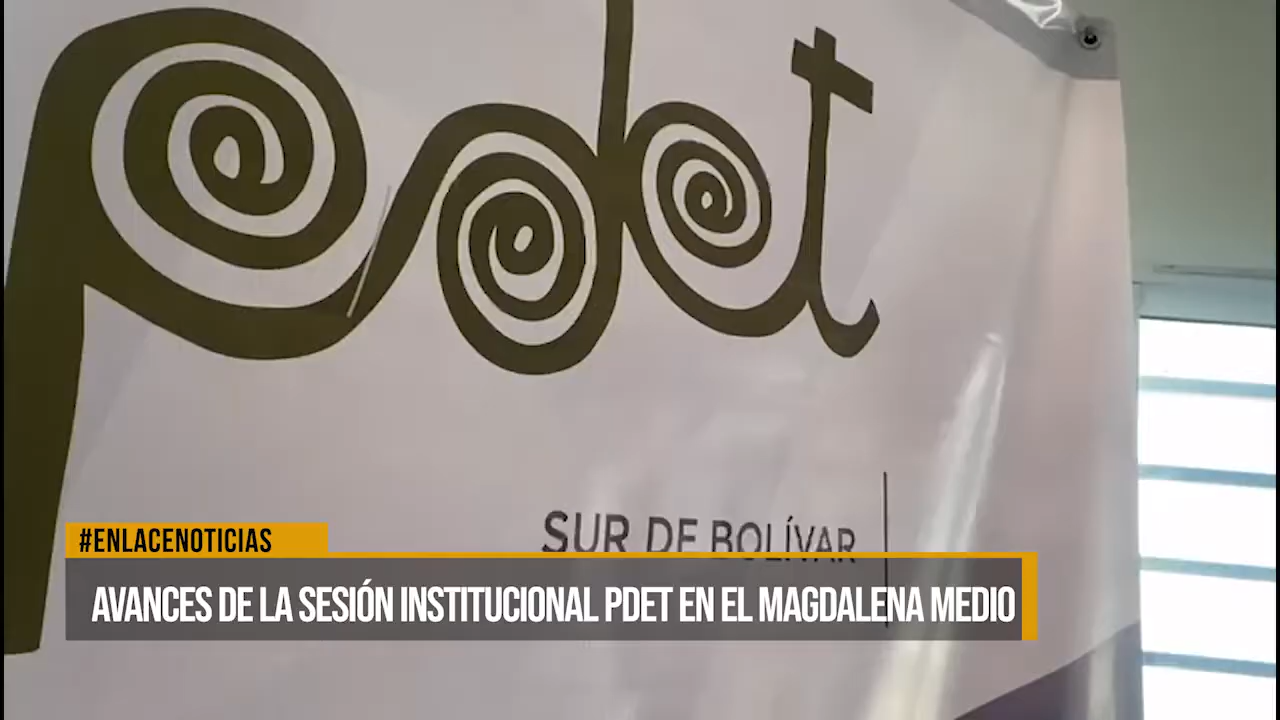 pdet
SUR DE BOLÍVAR
#ENLACENOTICIAS
AVANCES DE LA SESIÓN INSTITUCIONAL PDET EN EL MAGDALENA MEDIO